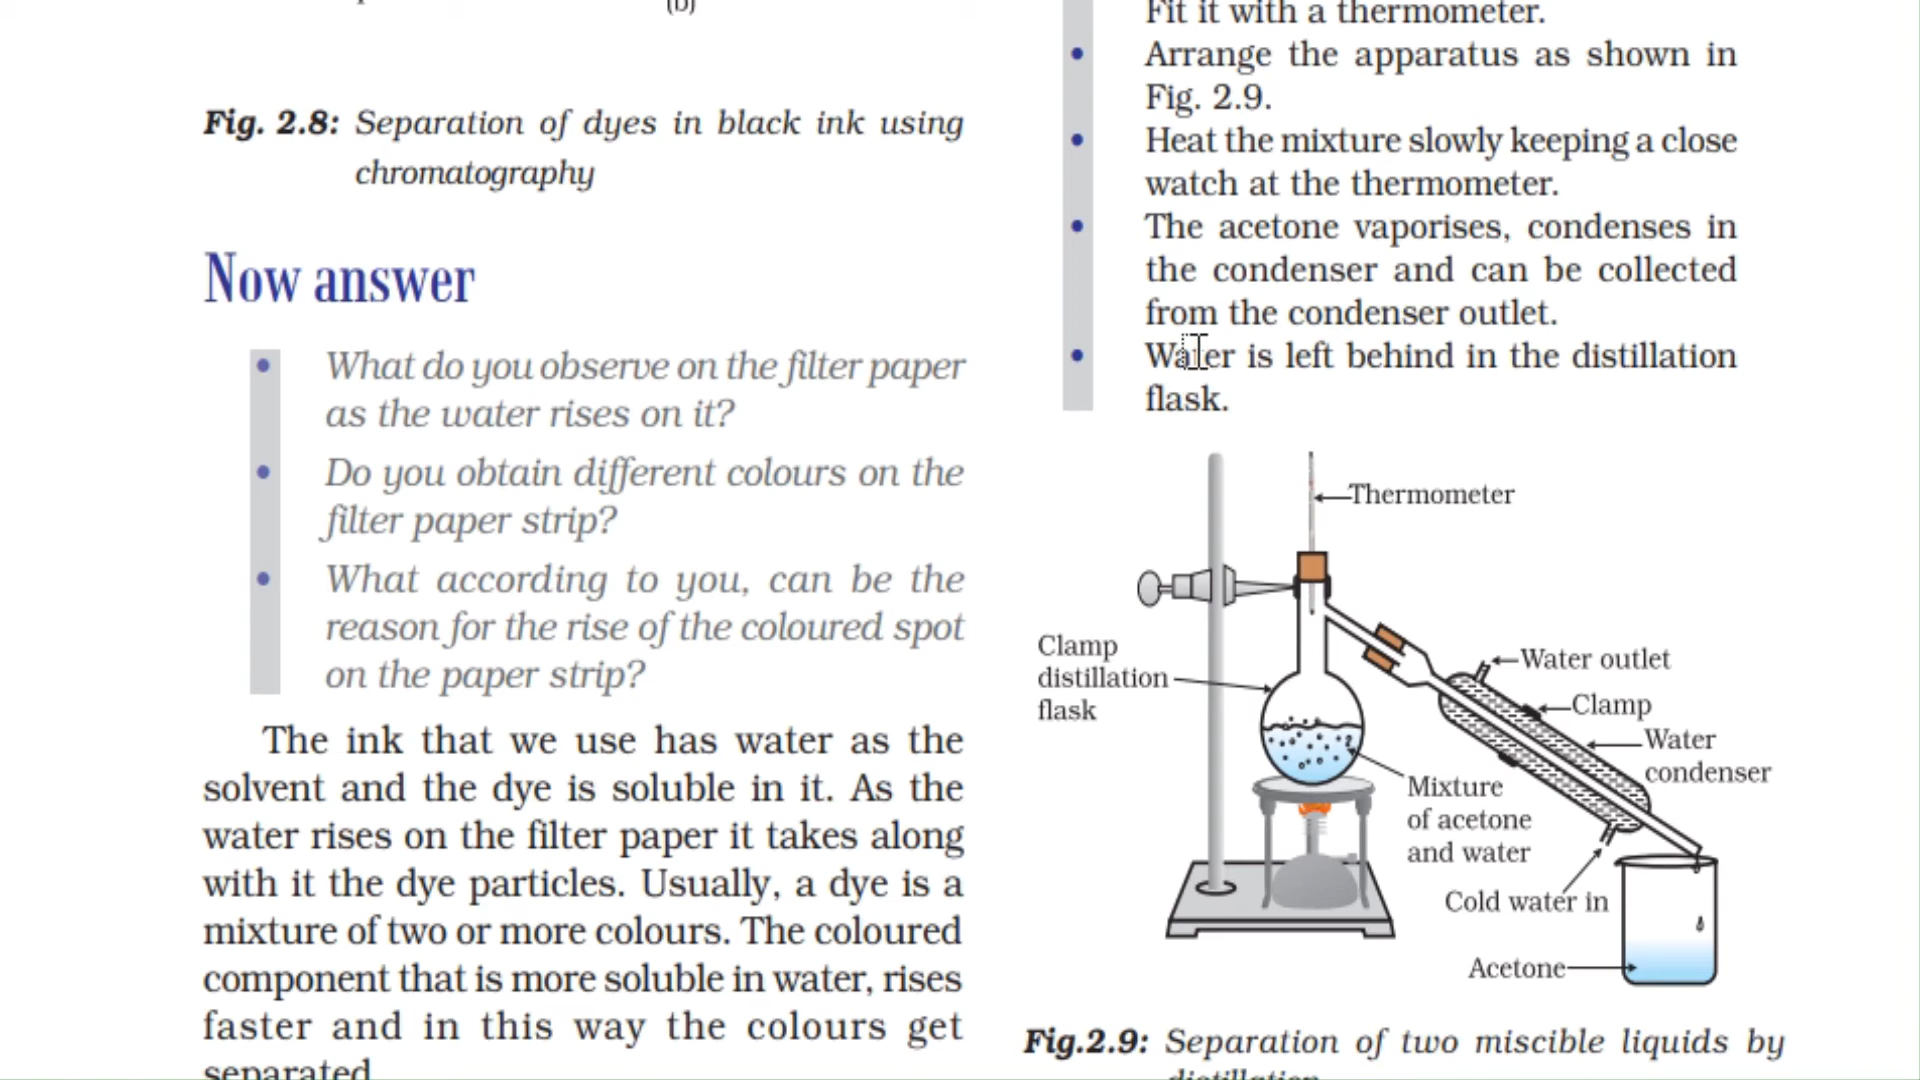 (b)
Fig. 2.8: Separation of dyes in black ink using
chromatography
Now answer
• What do you observe on the filter paper
as the water rises on it?
• Do you obtain different colours on the
filter paper strip?
• What according to you, can be the
reason for the rise of the coloured spot
on the paper strip?
The ink that we use has water as the
solvent and the dye is soluble in it. As the
water rises on the filter paper it takes along
with it the dye particles. Usually, a dye is a
mixture of two or more colours. The coloured
component that is more soluble in water, rises
faster and in this way the colours get
separated
Fit it with a thermometer.
• Arrange the apparatus as shown in
Fig. 2.9.
• Heat the mixture slowly keeping a close
watch at the thermometer.
• The acetone vaporises, condenses in
the condenser and can be collected
from the condenser outlet.
• Water is left behind in the distillation
flask.
Thermometer
Clamp
distillation
flask
Water outlet
Clamp
Water
condenser
Mixture
of acetone
and water
Cold water in
Acetone
Fig.2.9: Separation of two miscible liquids by
distillation